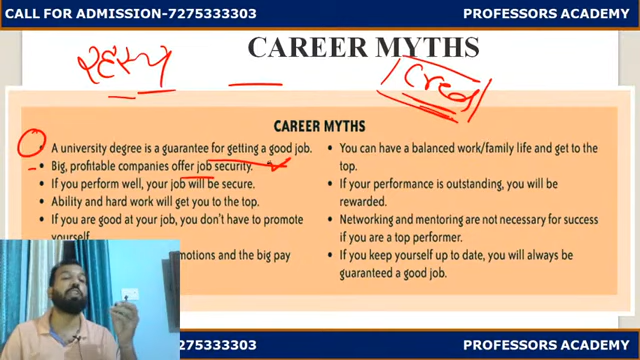 CALL FOR ADMISSION-7275333303 PROFESSORS ACADEMY
CAREER MYTHS
CAREER MYTHS
• A university degree is a guarantee for getting a good job.
• Big, profitable companies offer job security.
• If you perform well, your job will be secure.
• Ability and hard work will get you to the top.
• If you are good at your job, you don't have to promote
yourself.
motions and the big pay
• You can have a balanced work/family life and get to the
top.
• If your performance is outstanding, you will be
rewarded.
• Networking and mentoring are not necessary for success
if you are a top performer.
• If you keep yourself up to date, you will always be
guaranteed a good job.
CALL FOR ADMISSION-7275333303 PROFESSORS ACADEMY